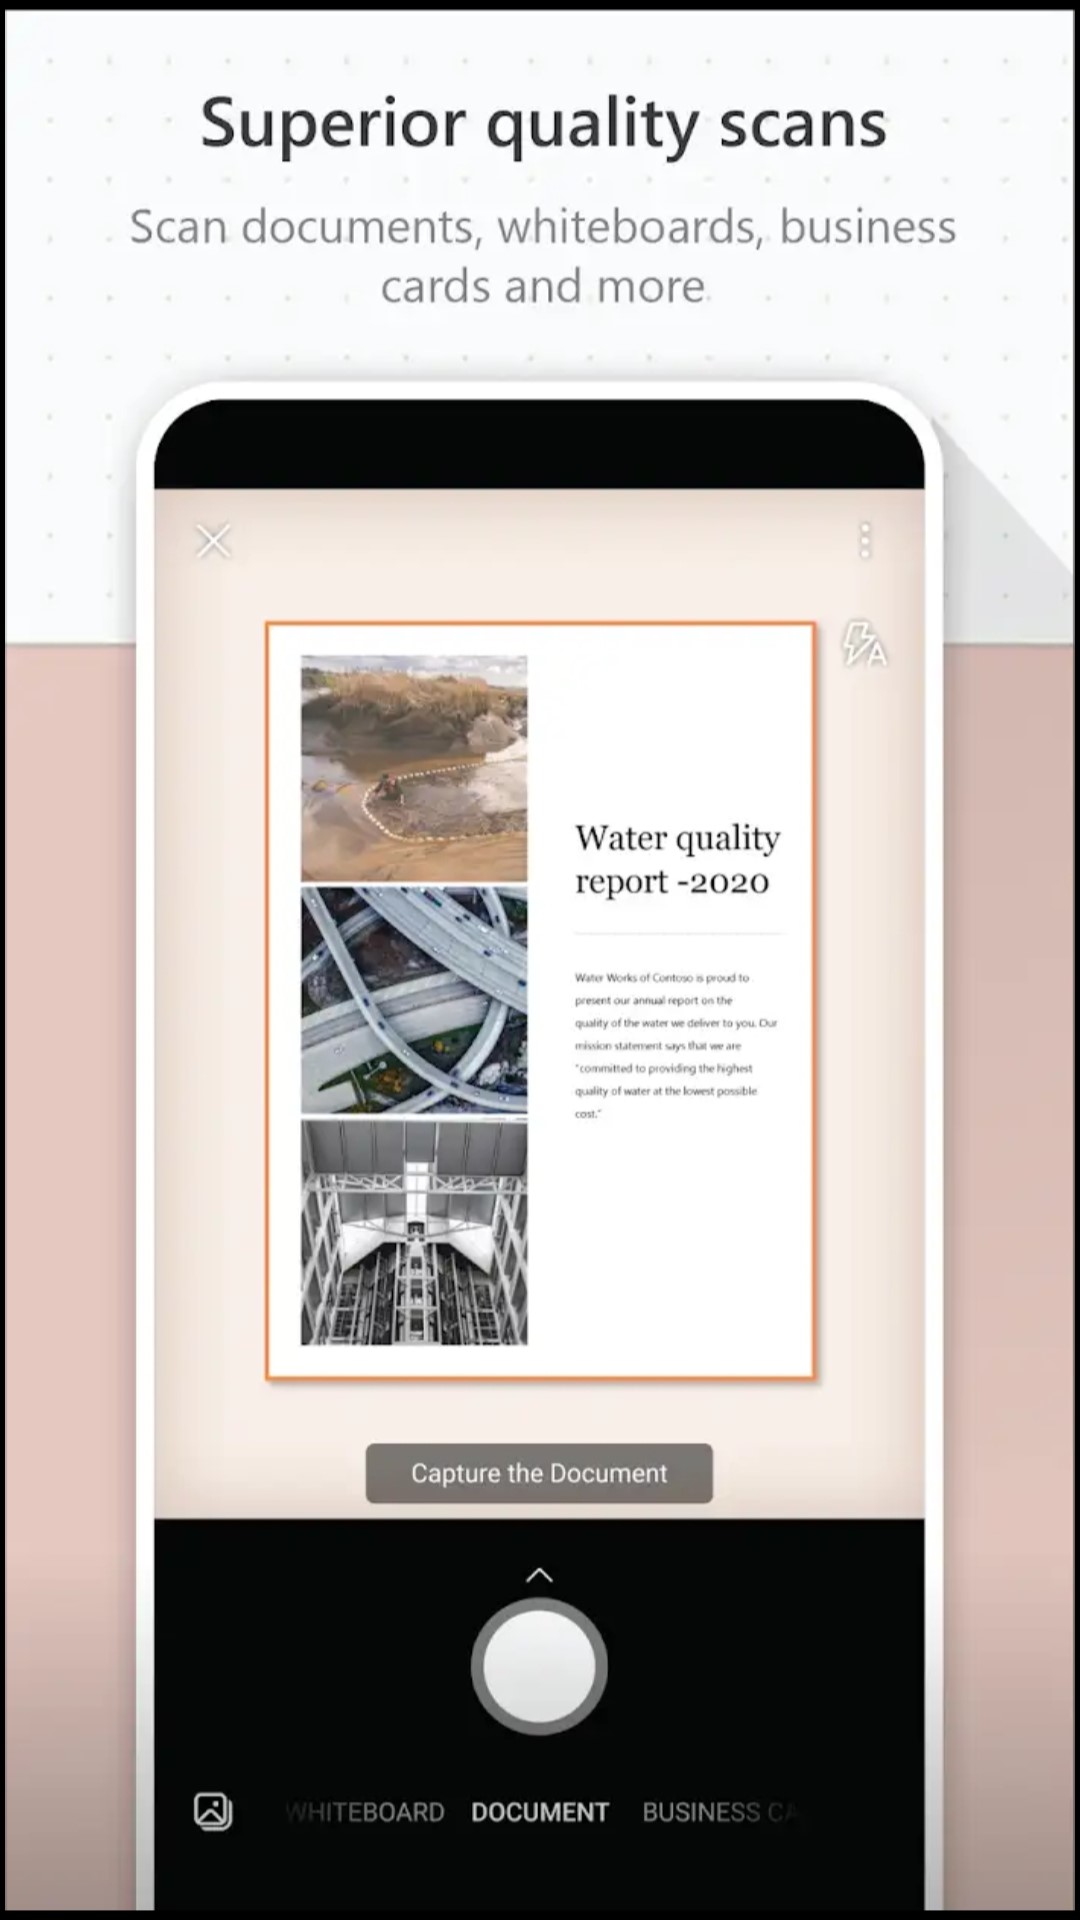 Superior quality scans
Scan documents, whiteboards, business
cards and more
A
Water quality
report -2020
Water Works of Contoso is proud to
present our annual report on the
quality of the water we deliver to you. Our
mission statement says that we are
"committed to providing the highest
quality of water at the lowest possible
cost."
Capture the Document
WHITEBOARD DOCUMENT BUSINESS CA